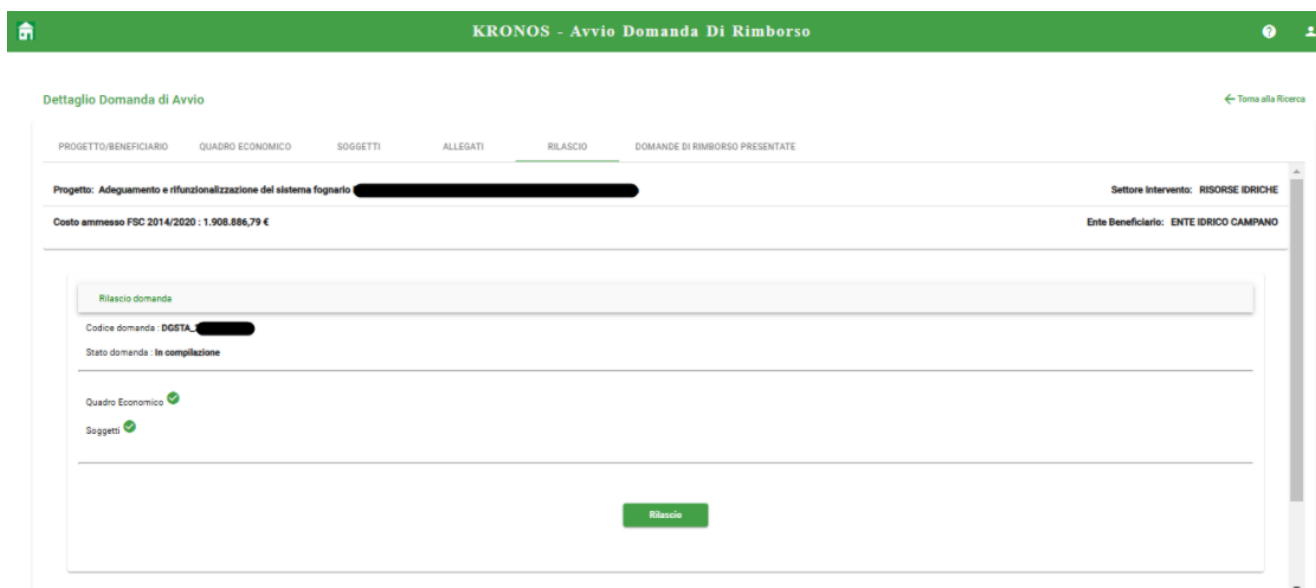 KRONOS - Avvio Domanda Di Rimborso
Dettaglio Domanda di Avvio
Torna alla Ricerca
PROGETTO/BENEFICIARIO QUADRO ECONOMICO SOGGETTI ALLEGATI RILASCIO DOMANDE DI RIMBORSO PRESENTATE
Progetto: Adeguamento e rifunzionalizzazione del sistema fognario
Settore Intervento: RISORSE IDRICHE
Costo ammesso FSC 2014/2020 : 1.908.886,79 €
Ente Beneficiario: ENTE IDRICO CAMPANO
Rilascio domanda
Codice domanda : DGSTA_
Stato domanda : In compilazione
Quadro Economico
Soggetti
Rilascio